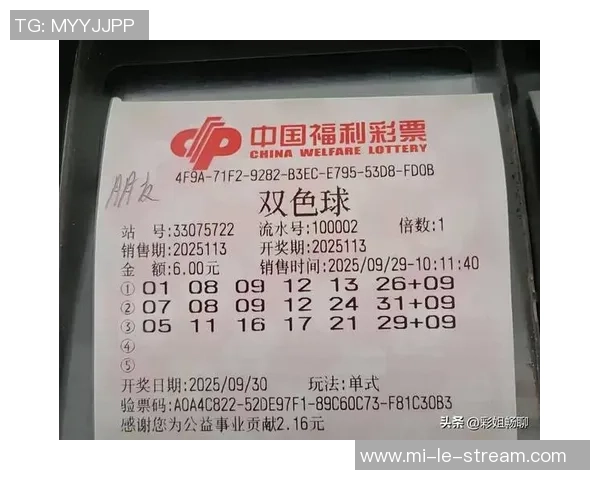 TG: MYYJJPP
中国福利彩票
CHINA WELFARE LOTTERY
4F9A-71F2-9282-B3EC-E795-53D8-FD0B
朋友
双色球
站 号:33075722 流水号:100002 倍数:1
销售期:2025113 开奖期:2025113
金 额:6.00元 销售时间:2025/09/29-10:11:40
① 01 08 09 12 13 26+09
② 07 08 09 12 24 31+09
③ 05 11 16 17 21 29+09
④
⑤
开奖日期:2025/09/30 玩法:单式
验票码:A0A4C822-52DE97F1-89C60C73-F81C30B3
感谢您为公益事业贡献2.16元
头条 @彩姐畅聊
www.mi-le-stream.com